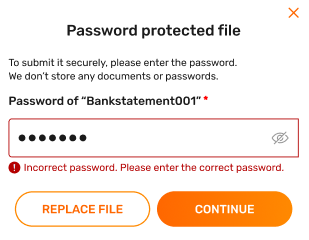 Password protected file
To submit it securely, please enter the password.
We don't store any documents or passwords.
Password of “Bankstatement001” *
●●●●●●●
Incorrect password. Please enter the correct password.
REPLACE FILE CONTINUE